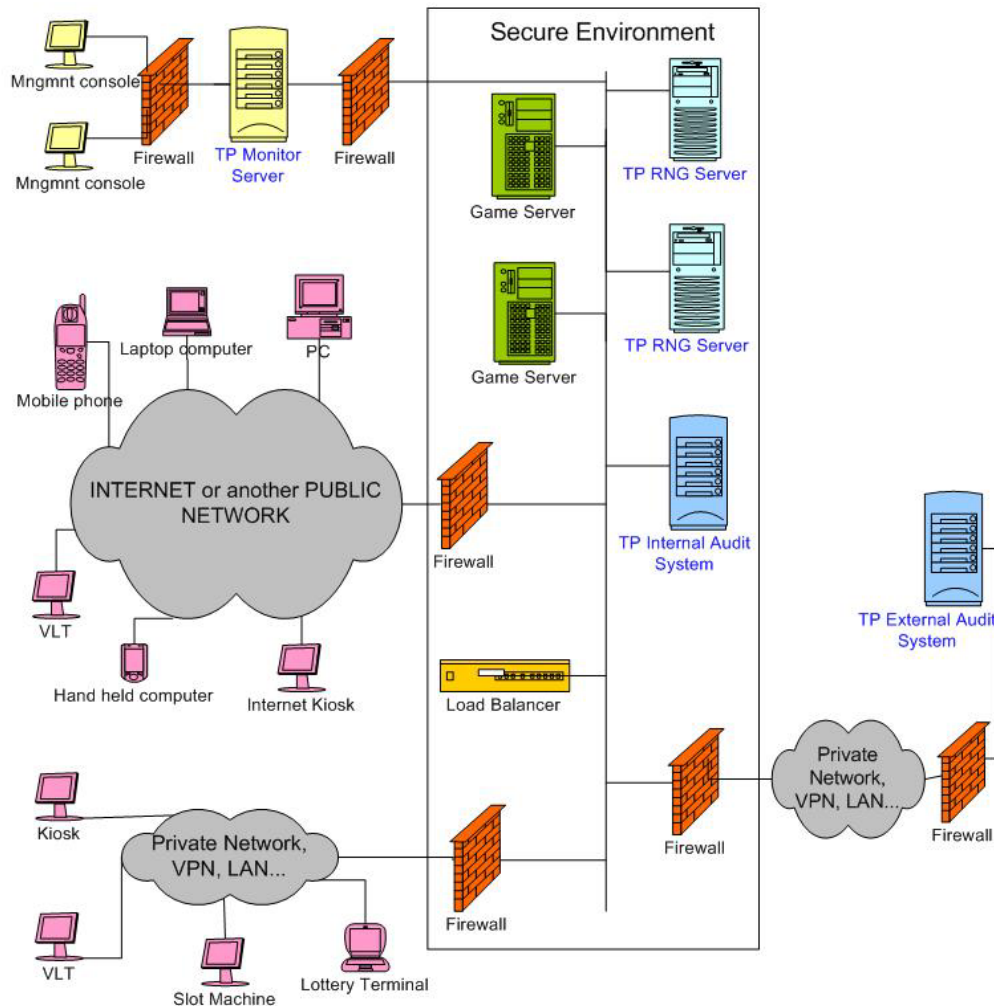 Secure Environment
Mngmnt console
Mngmnt console
Firewall
TP Monitor
Server
Firewall
Game Server
TP RNG Server
Game Server
TP RNG Server
Mobile phone
Laptop computer
PC
INTERNET or another PUBLIC
NETWORK
Firewall
TP Internal Audit
System
TP External Audit
System
VLT
Hand held computer
Internet Kiosk
Load Balancer
Kiosk
Private Network,
VPN, LAN...
Firewall
Firewall
Private
Network,
VPN, LAN...
Firewall
VLT
Slot Machine
Lottery Terminal